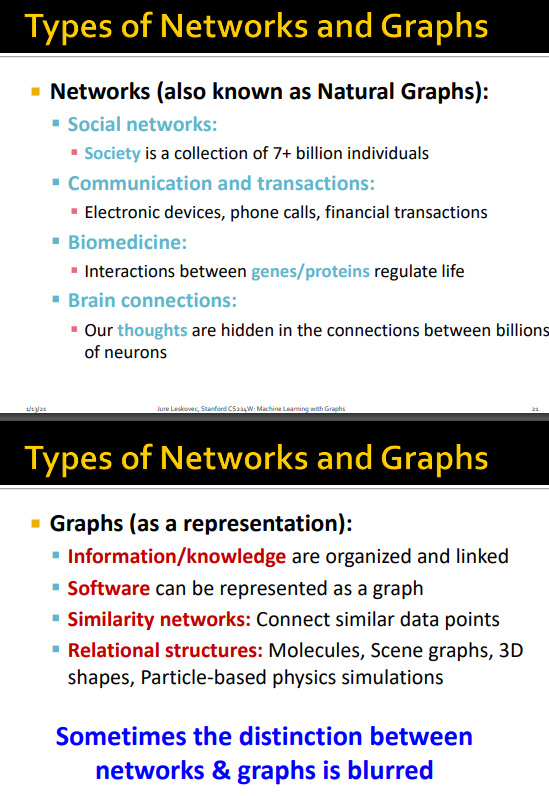 Types of Networks and Graphs
Networks (also known as Natural Graphs):
Social networks:
Society is a collection of 7+ billion individuals
Communication and transactions:
Electronic devices, phone calls, financial transactions
Biomedicine:
Interactions between genes/proteins regulate life
Brain connections:
Our thoughts are hidden in the connections between billions
of neurons
1/13/21 Jure Leskovec, Stanford CS224W: Machine Learning with Graphs 21
Types of Networks and Graphs
Graphs (as a representation):
Information/knowledge are organized and linked
Software can be represented as a graph
Similarity networks: Connect similar data points
Relational structures: Molecules, Scene graphs, 3D
shapes, Particle-based physics simulations
Sometimes the distinction between
networks & graphs is blurred